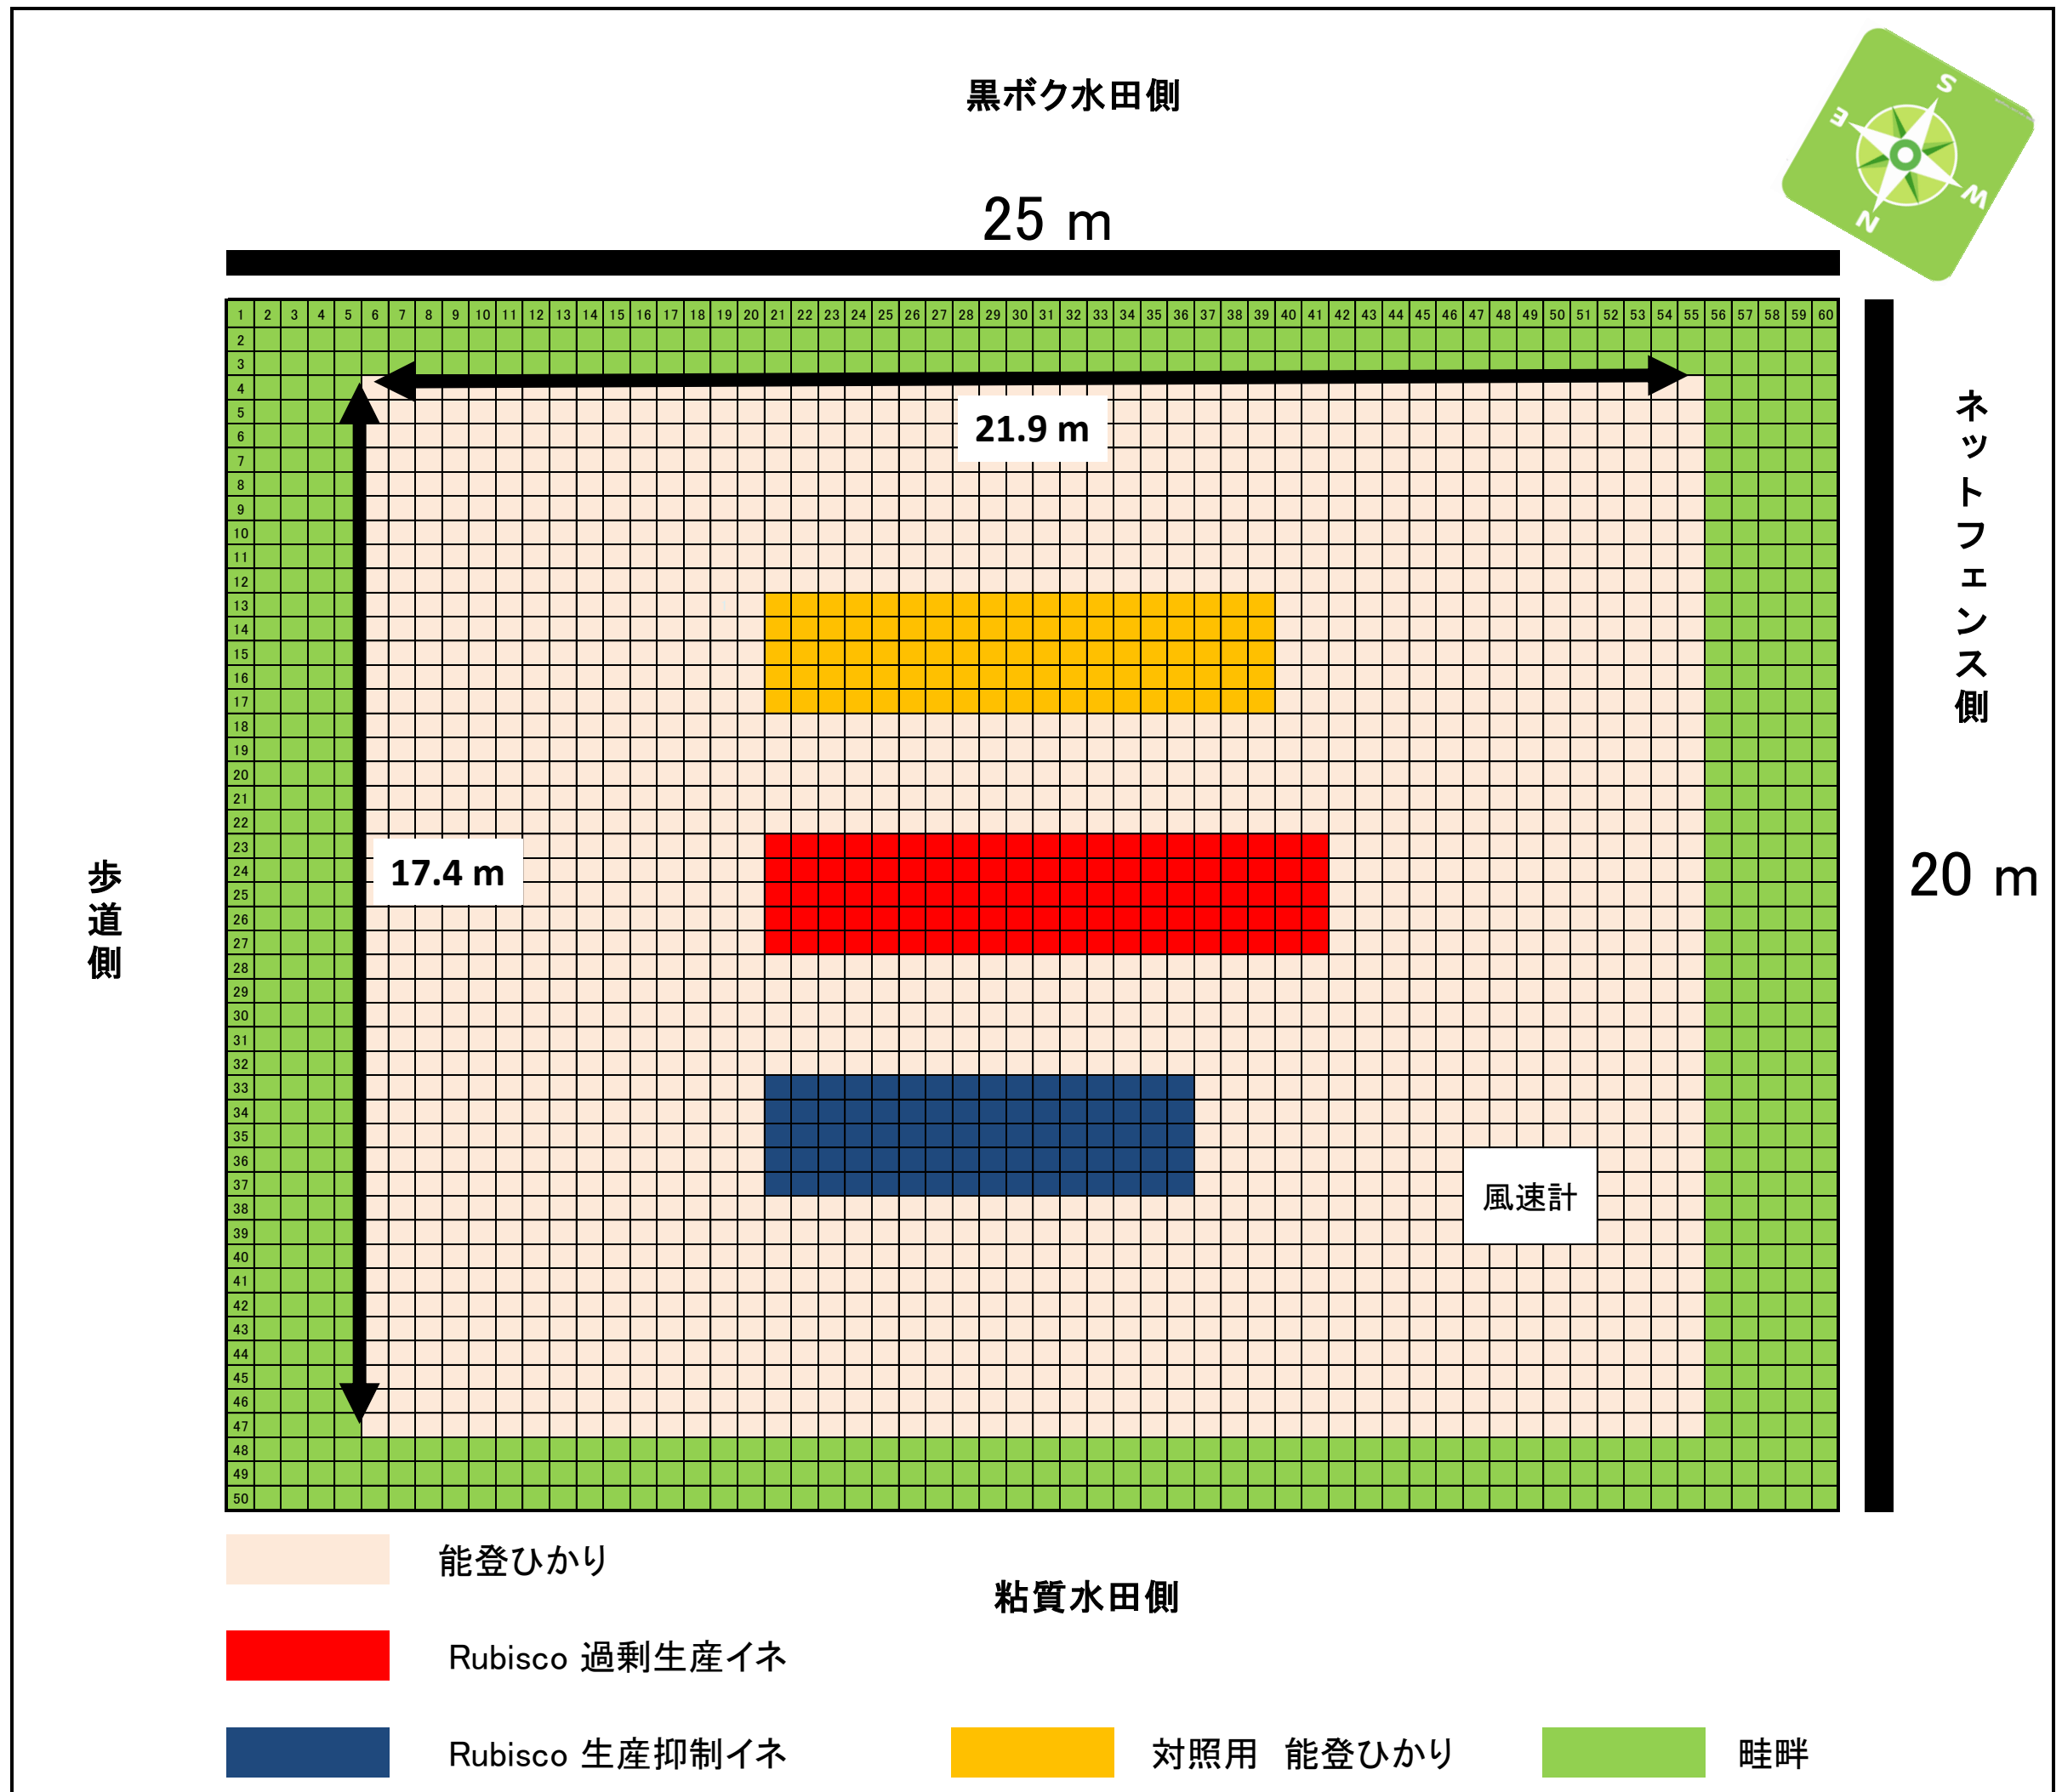 黒ボク水田側
S
E
W
N
25 m
1 2 3 4 5 6 7 8 9 10 11 12 13 14 15 16 17 18 19 20 21 22 23 24 25 26 27 28 29 30 31 32 33 34 35 36 37 38 39 40 41 42 43 44 45 46 47 48 49 50 51 52 53 54 55 56 57 58 59 60
2
3
4
5
6
7
8
9
10
11
12
13
14
15
16
17
18
19
20
21
22
23
24
25
26
27
28
29
30
31
32
33
34
35
36
37
38
39
40
41
42
43
44
45
46
47
48
49
50
21.9 m
17.4 m
風速計
歩道側
ネットフェンス側
20 m
能登ひかり
粘質水田側
Rubisco 過剰生産イネ
Rubisco 生産抑制イネ
対照用 能登ひかり
畦畔